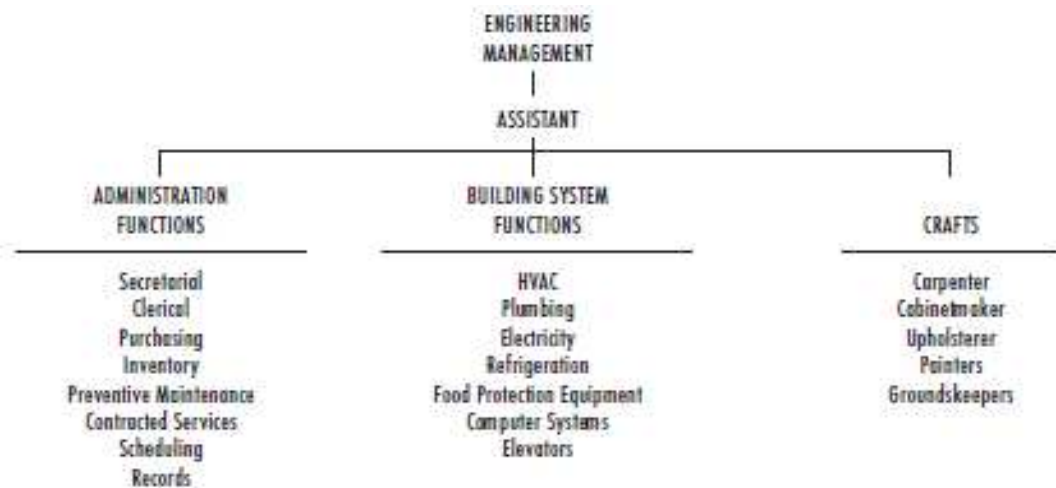 ENGINEERING
MANAGEMENT
ASSISTANT
ADMINISTRATION
FUNCTIONS
Secretarial
Clerical
Purchasing
Inventory
Preventive Maintenance
Contracted Services
Scheduling
Records
BUILDING SYSTEM
FUNCTIONS
HVAC
Plumbing
Electricity
Refrigeration
Food Protection Equipment
Computer Systems
Elevators
CRAFTS
Carpenter
Cabinetmaker
Upholsterer
Painters
Groundskeepers